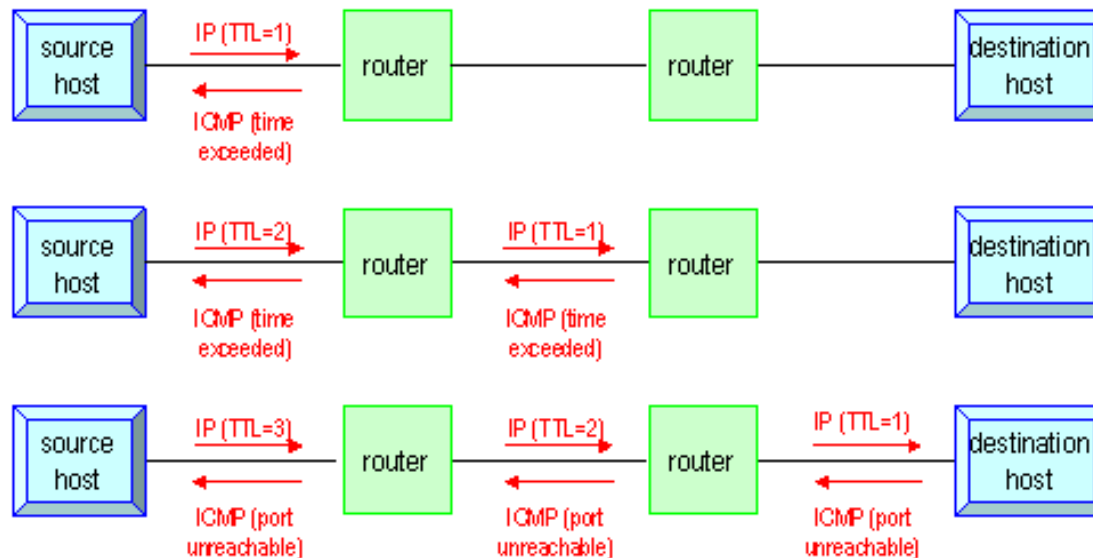 source
host
IP (TTL=1)
ICMP (time
exceeded)
router
router
destination
host
source
host
IP (TTL=2)
ICMP (time
exceeded)
router
IP (TTL=1)
ICMP (time
exceeded)
router
destination
host
source
host
IP (TTL=3)
ICMP (port
unreachable)
router
IP (TTL=2)
ICMP (port
unreachable)
router
IP (TTL=1)
ICMP (port
unreachable)
destination
host